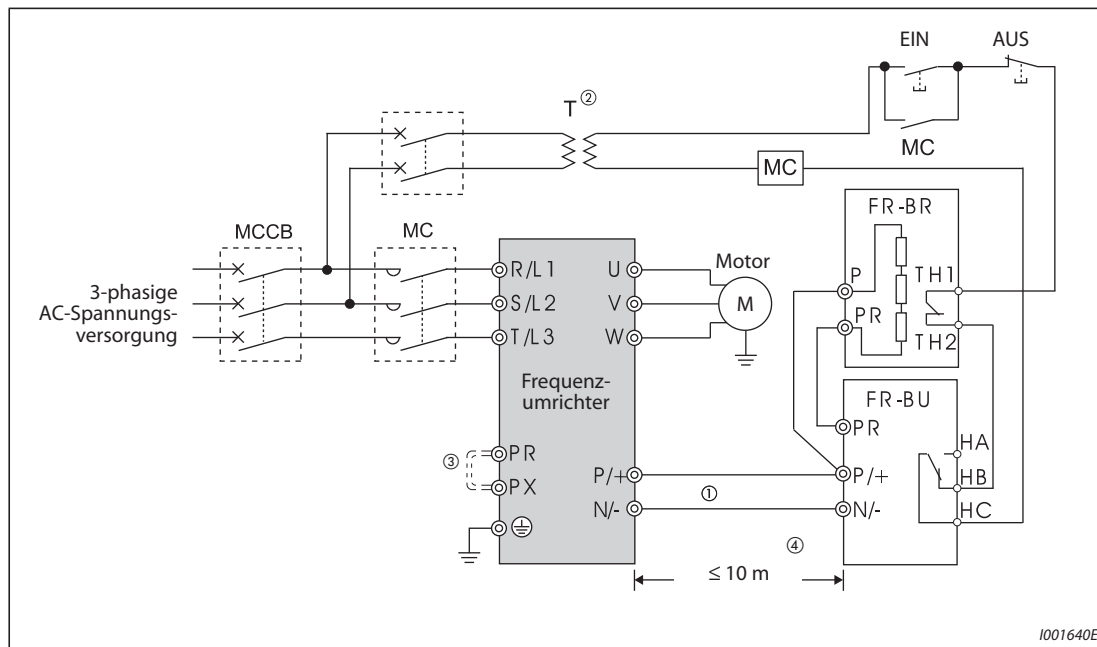 EIN
AUS
T ②
MC
MC
FR-BR
MCCB
MC
P
TH1
PR
TH2
R/L1
U
Motor
3-phasige
AC-Spannungs-
versorgung
S/L2
V
M
T/L3
W
Frequenz-
umrichter
FR-BU
PR
HA
③
PR
PX
P/+
①
P/+
HB
N/-
N/-
HC
④
≤ 10 m
I001640E